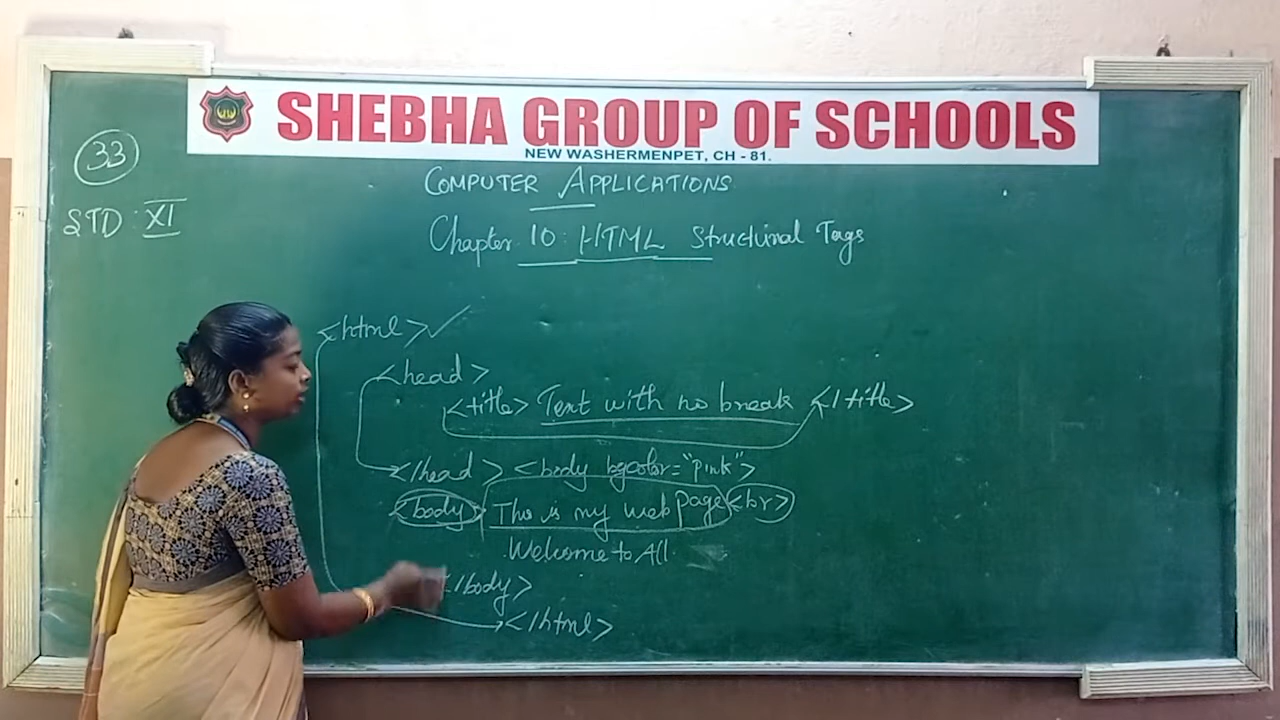 SHEBHA GROUP OF SCHOOLS
NEW WASHERMENPET, CH - 81.
33
STD : XI
COMPUTER APPLICATIONS
Chapter 10: HTML Structural Tags
<html>
<head>
<title> Text with no break </title>
</head> <body bgcolor="pink">
<body> This is my web page <br>
Welcome to All.
</body>
</html>